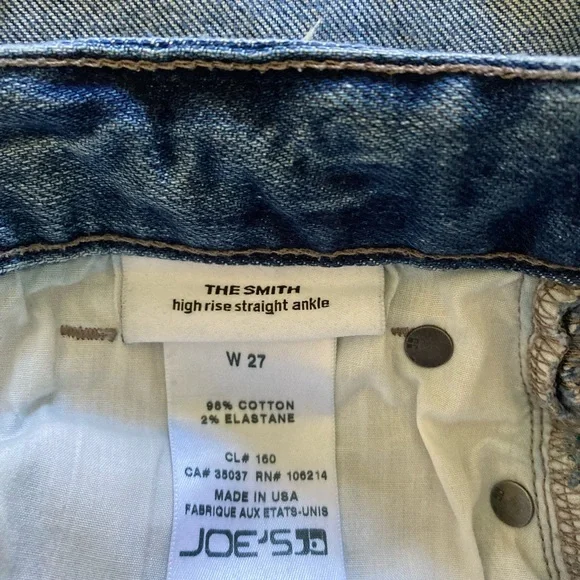 THE SMITH
high rise straight ankle
W 27
98% COTTON
2% ELASTANE
CL# 160
CA# 35037 RN# 106214
MADE IN USA
FABRIQUE AUX ETATS-UNIS
JOE'S